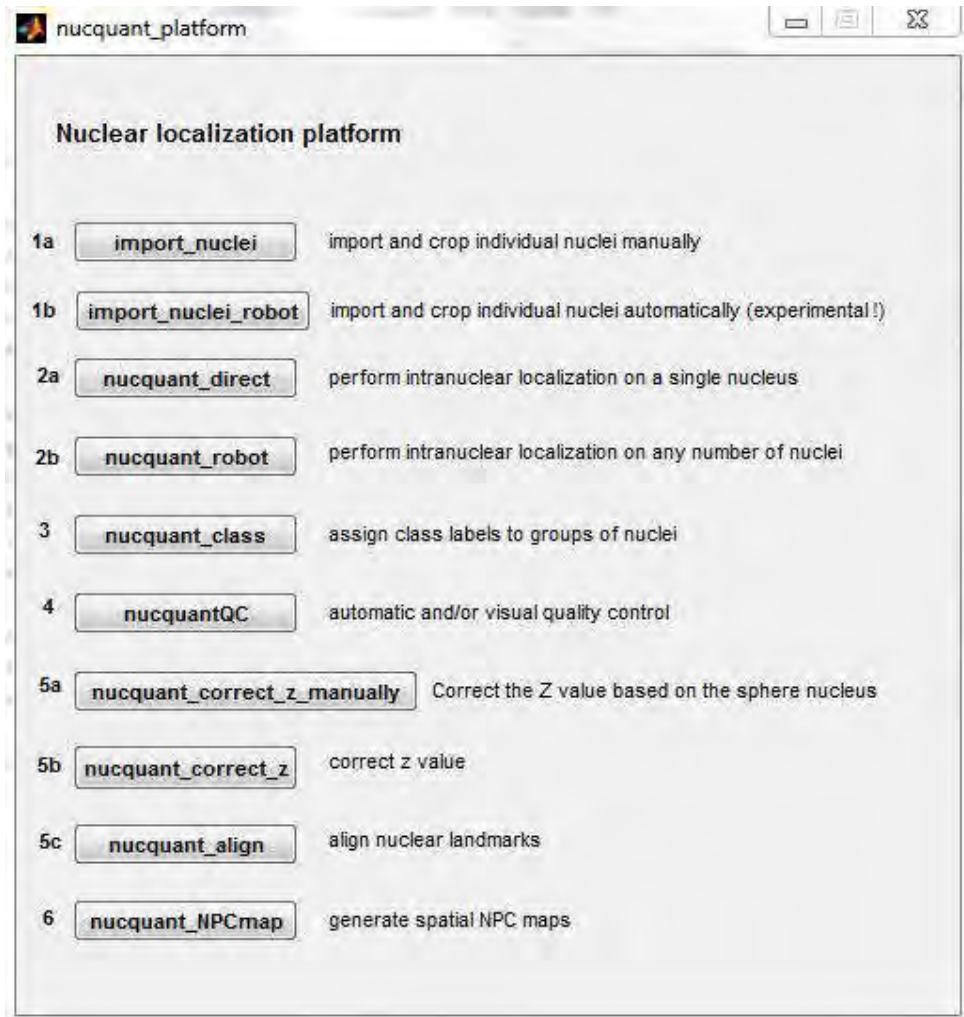 nucquant_platform
Nuclear localization platform
1a import_nuclei import and crop individual nuclei manually
1b import_nuclei_robot import and crop individual nuclei automatically (experimental !)
2a nucquant_direct perform intranuclear localization on a single nucleus
2b nucquant_robot perform intranuclear localization on any number of nuclei
3 nucquant_class assign class labels to groups of nuclei
4 nucquantQC automatic and/or visual quality control
5a nucquant_correct_z_manually Correct the Z value based on the sphere nucleus
5b nucquant_correct_z correct z value
5c nucquant_align align nuclear landmarks
6 nucquant_NPCmap generate spatial NPC maps